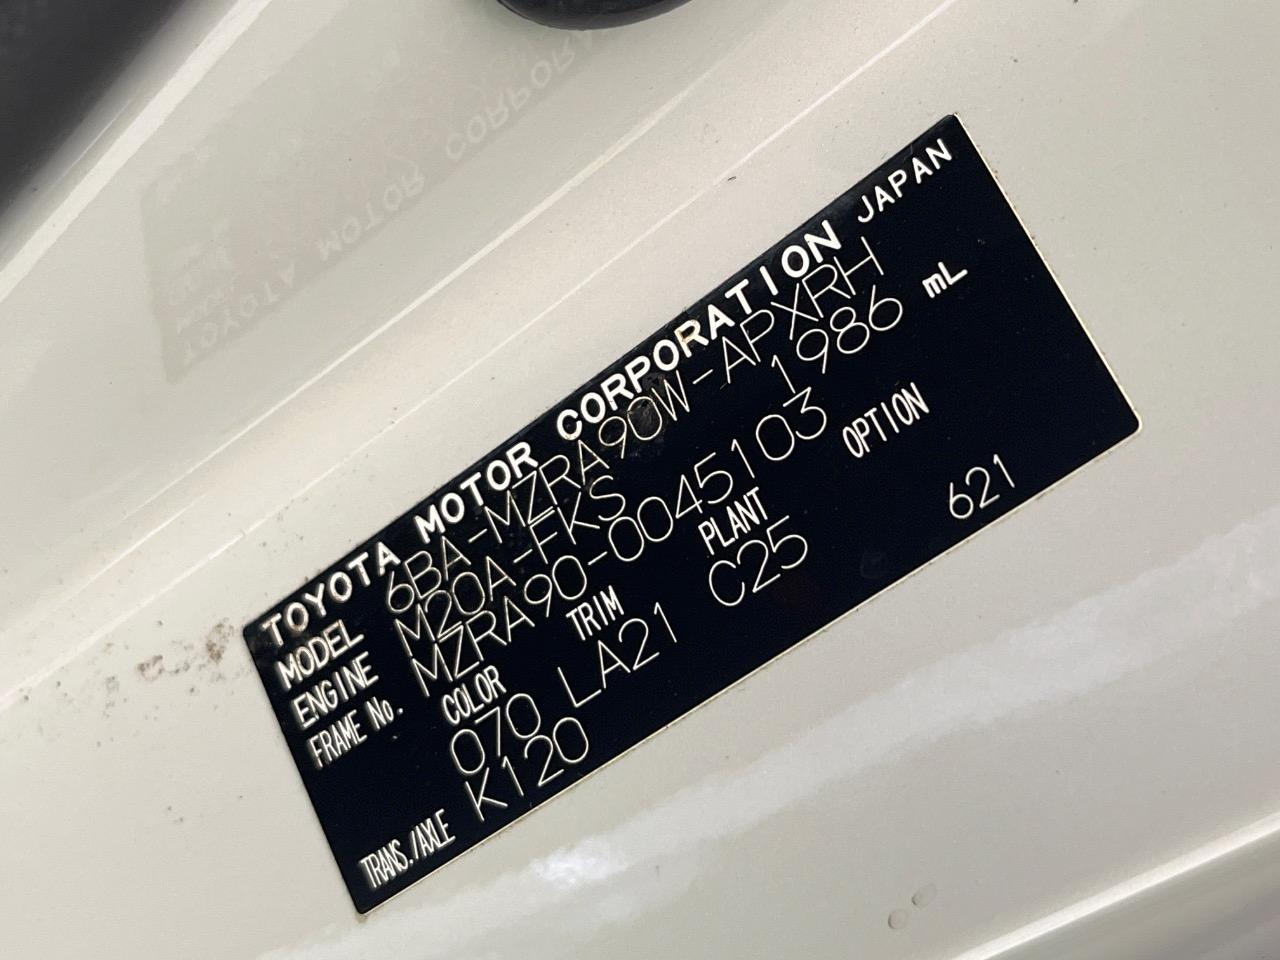 TOYOTA MOTOR CORPORATION JAPAN
MODEL 6BA-MZRA90W-APXRH
ENGINE M20A-FKS 1986 mL
FRAME No. MZRA90-0045103
COLOR TRIM PLANT OPTION
070 LA21 C25 621
TRANS./AXLE K120